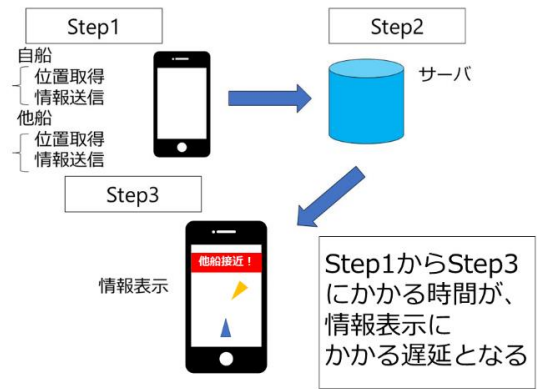 Step1
自船
位置取得
情報送信
他船
位置取得
情報送信
Step2
サーバ
Step3
他船接近！
情報表示
Step1からStep3
にかかる時間が、
情報表示に
かかる遅延となる